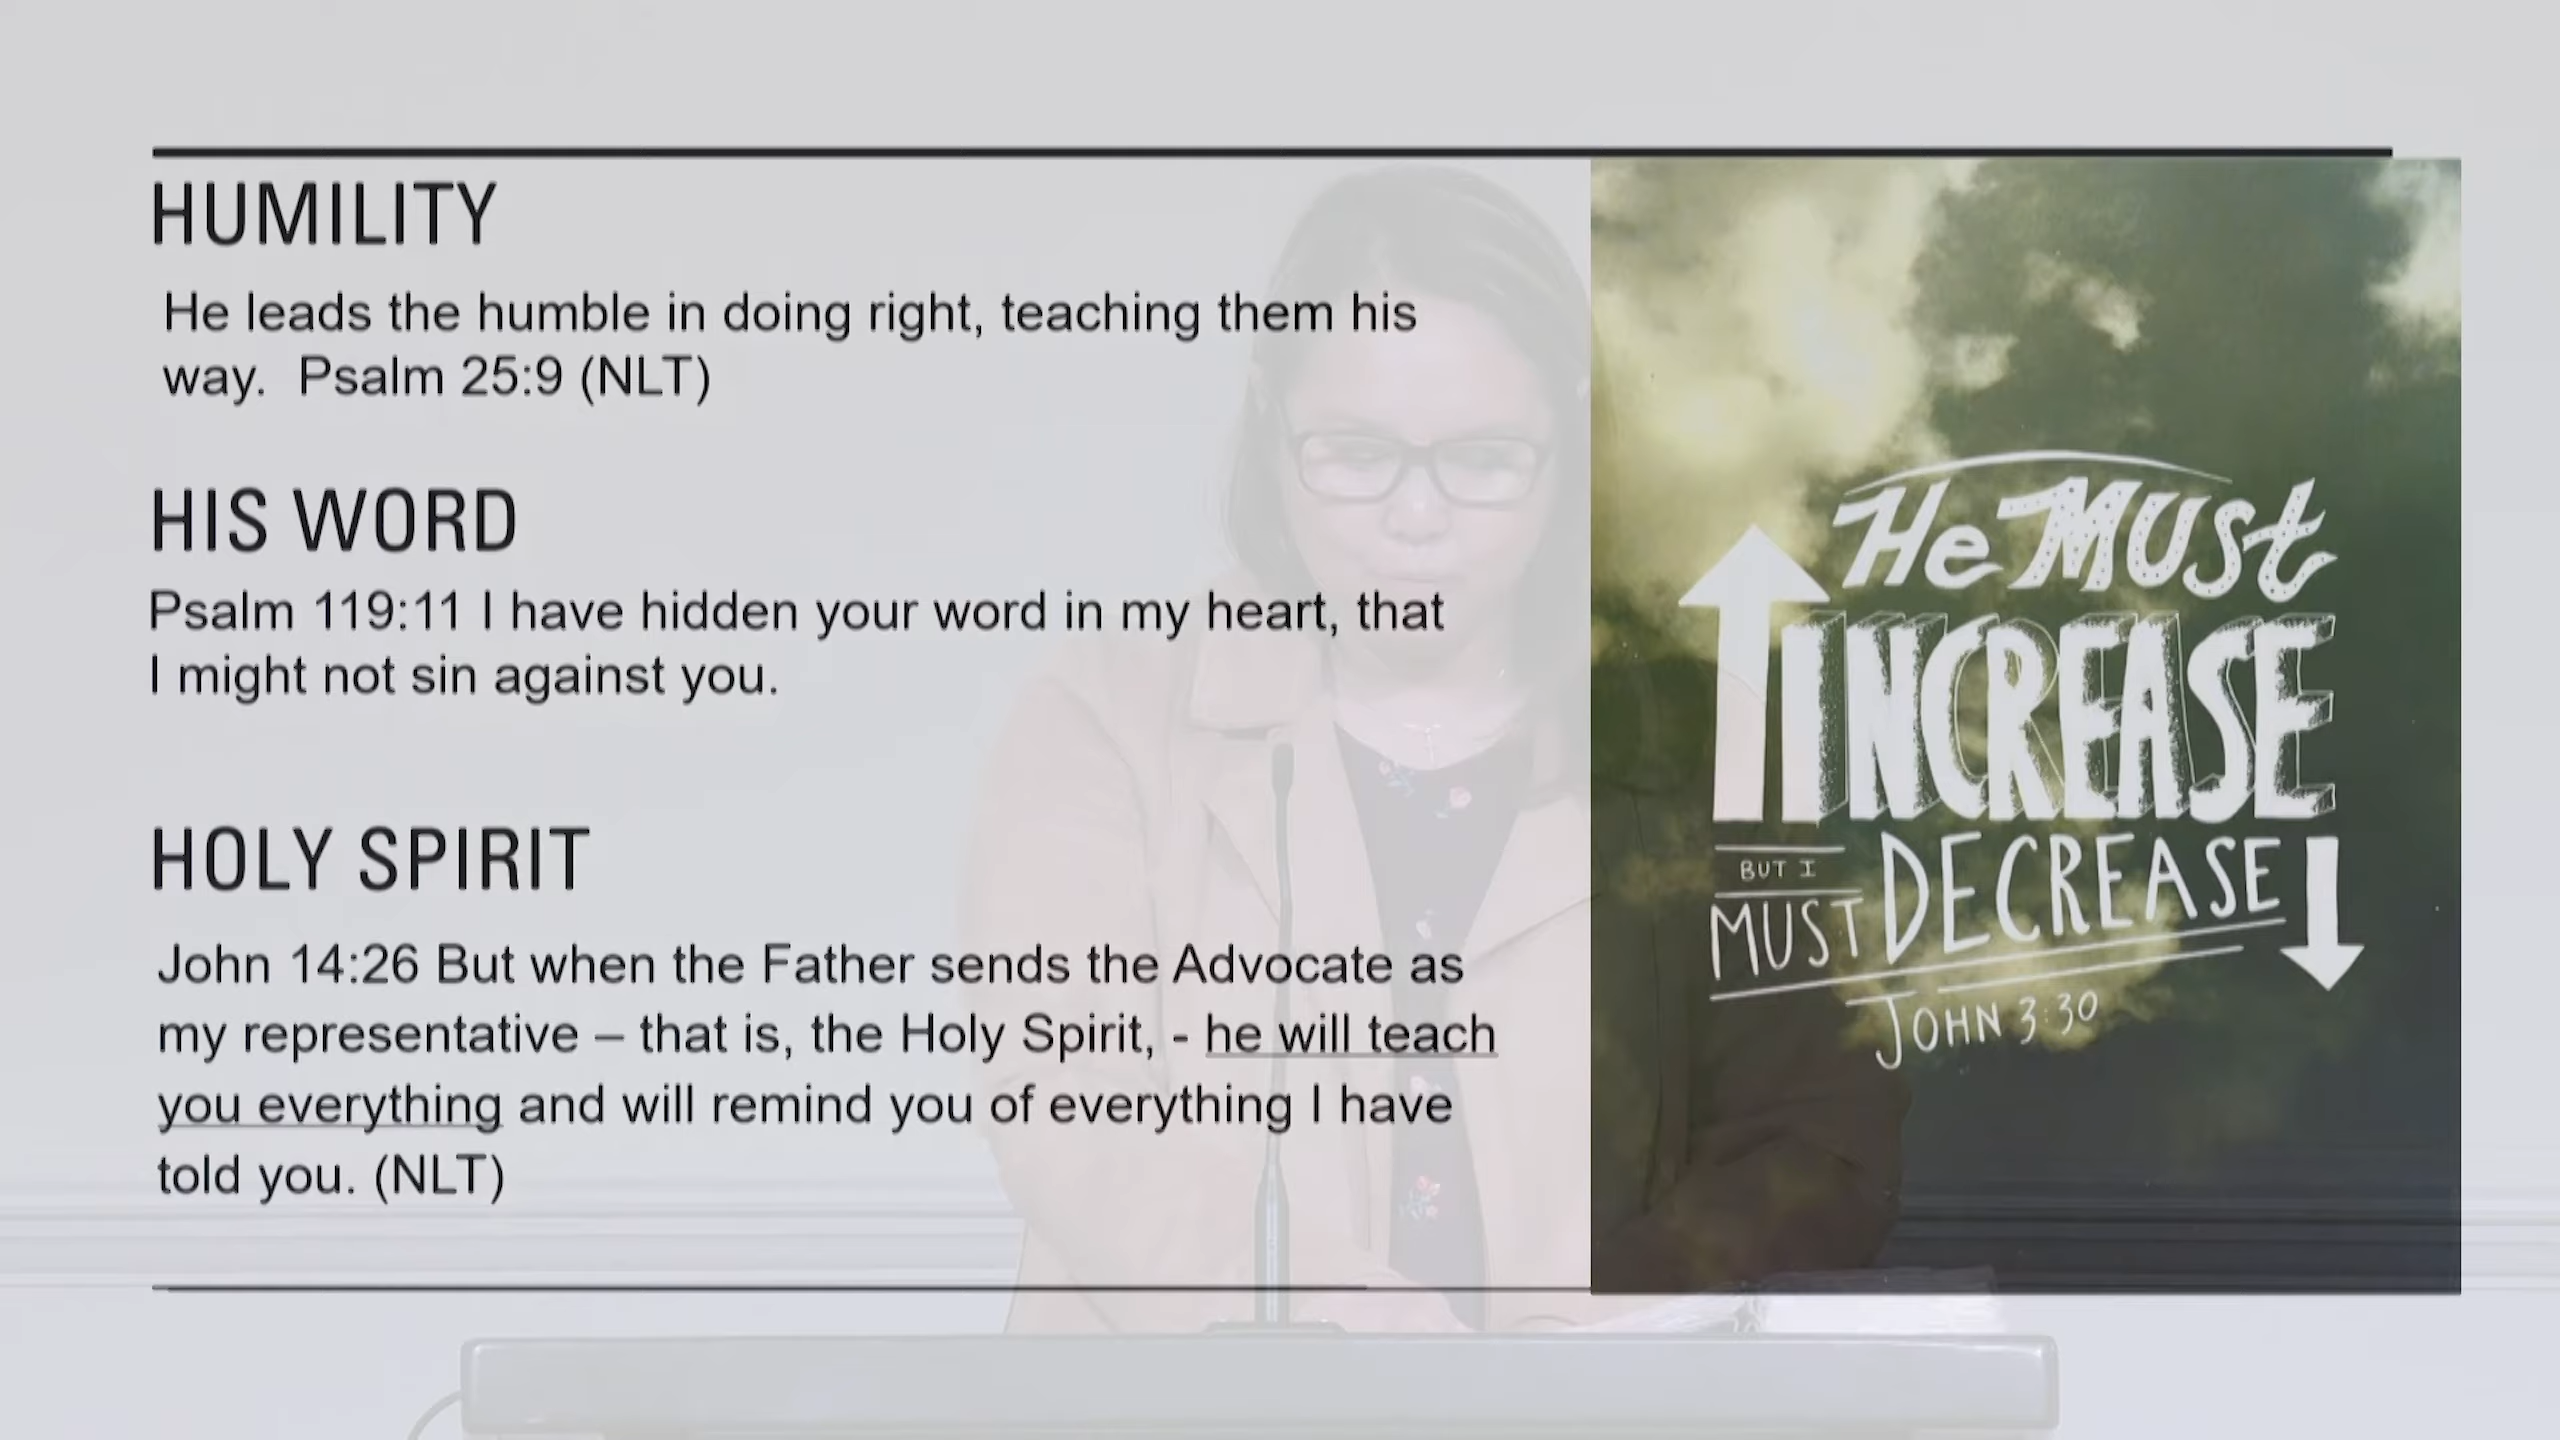 HUMILITY
He leads the humble in doing right, teaching them his
way.  Psalm 25:9 (NLT)
HIS WORD
Psalm 119:11 I have hidden your word in my heart, that
I might not sin against you.
HOLY SPIRIT
John 14:26 But when the Father sends the Advocate as
my representative – that is, the Holy Spirit, - he will teach
you everything and will remind you of everything I have
told you. (NLT)
He Must
INCREASE
BUT I
MUST DECREASE
JOHN 3:30